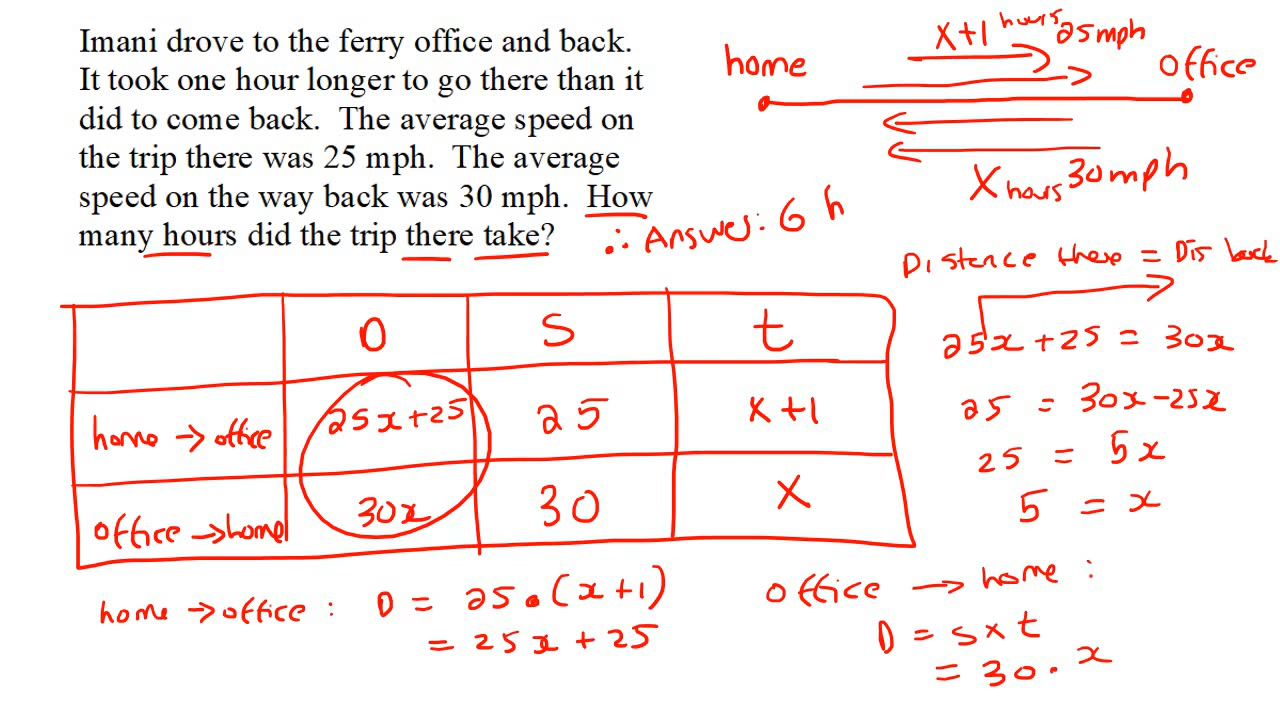 Imani drove to the ferry office and back.
It took one hour longer to go there than it
did to come back. The average speed on
the trip there was 25 mph. The average
speed on the way back was 30 mph. How
many hours did the trip there take?
∴ Answer: 6 h
x+1 hours 25mph
home
office
x hours 30mph
Distence there = Dis back
25x + 25 = 30x
25 = 30x - 25x
25 = 5x
5 = x
D S t
home → office 25x + 25 25 x + 1
office → home 30x 30 x
home → office : D = 25 . (x + 1)
= 25x + 25
office → home :
D = s x t
= 30 . x